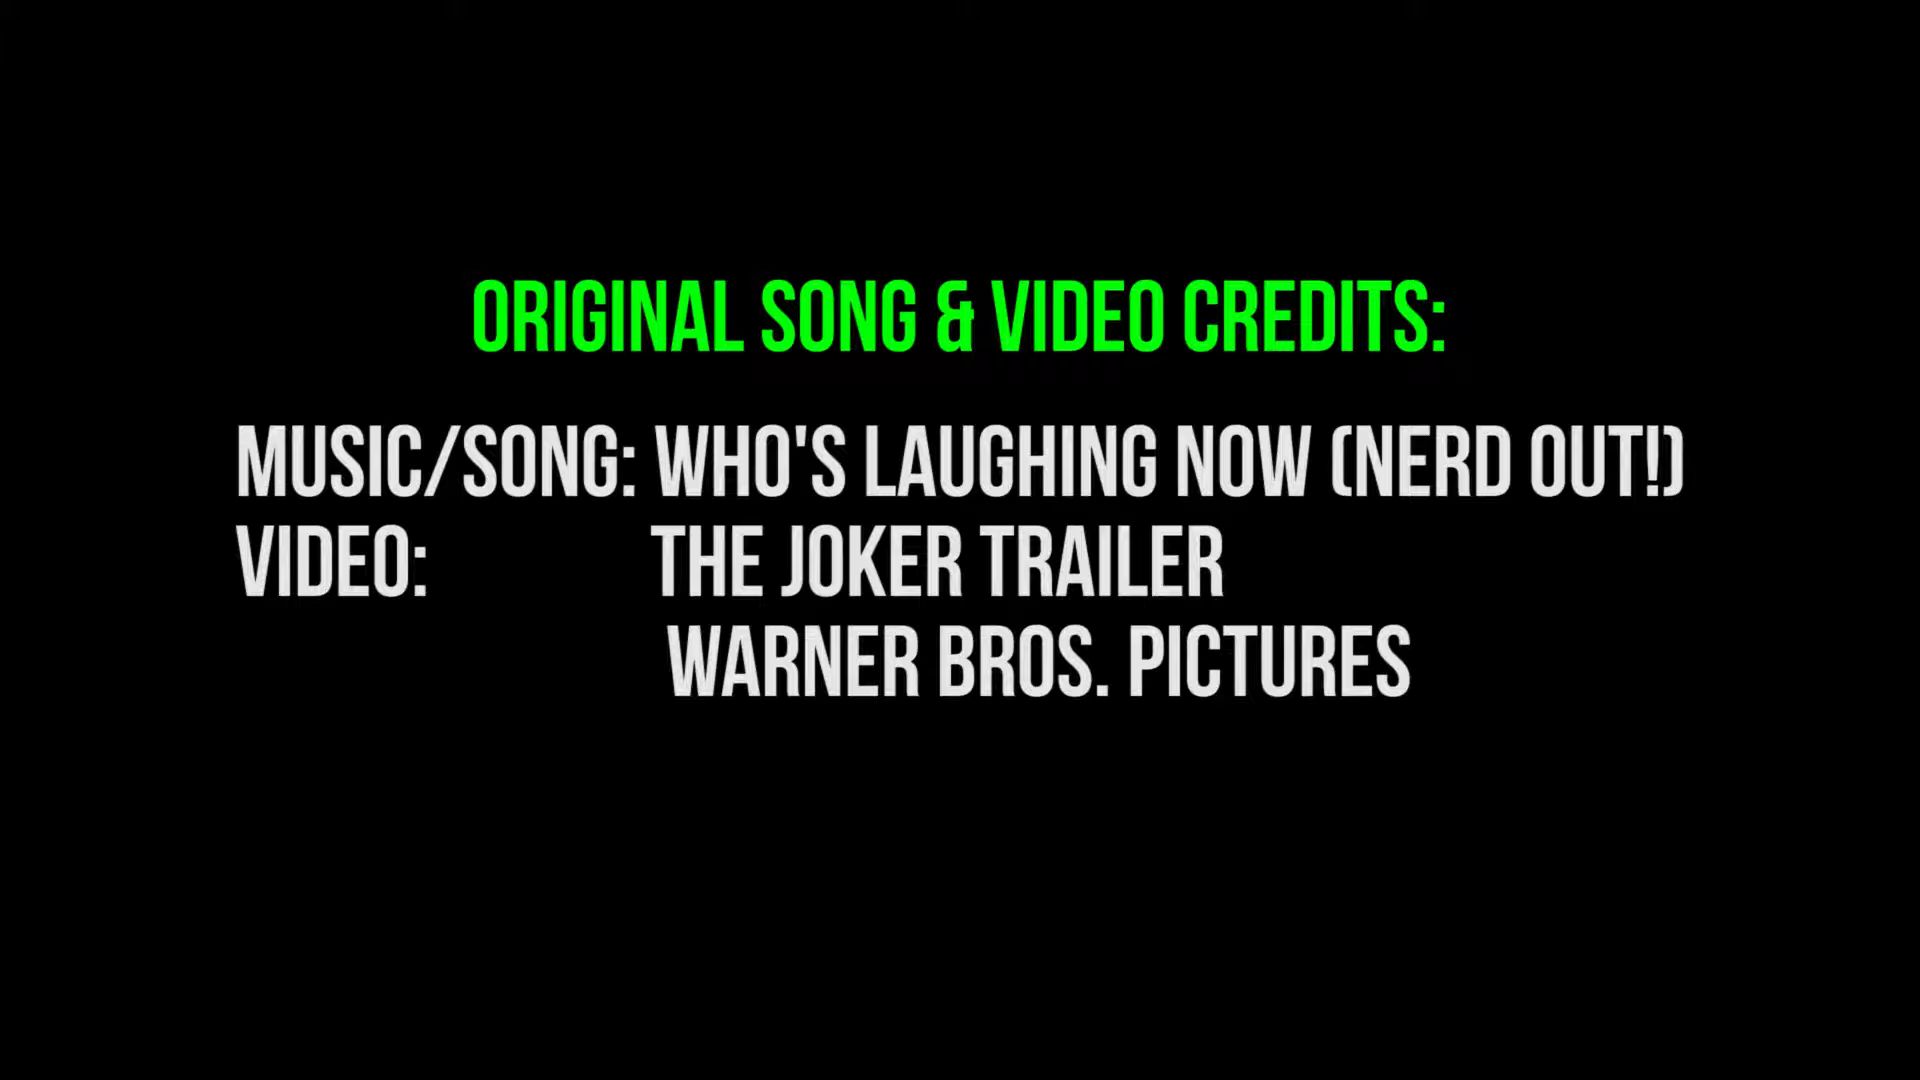 ORIGINAL SONG & VIDEO CREDITS:
MUSIC/SONG: WHO'S LAUGHING NOW (NERD OUT!)
VIDEO: THE JOKER TRAILER
WARNER BROS. PICTURES